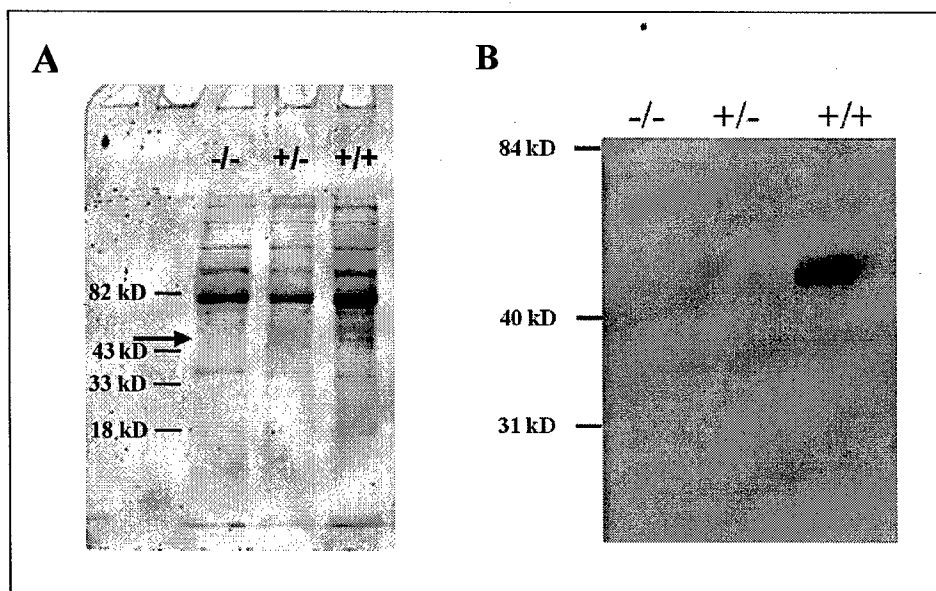 A
-/- +/- +/+
82 kD
43 kD
33 kD
18 kD
B
-/- +/- +/+
84 kD
40 kD
31 kD